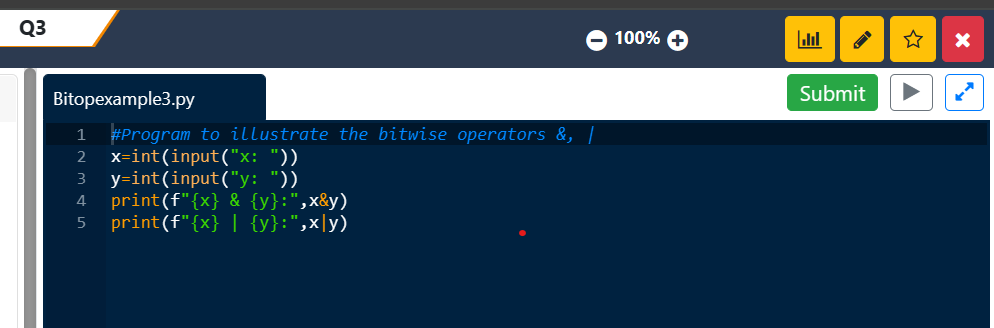 Q3
100%
Bitopexample3.py
Submit
1 #Program to illustrate the bitwise operators &, |
2 x=int(input("x: "))
3 y=int(input("y: "))
4 print(f"{x} & {y}:",x&y)
5 print(f"{x} | {y}:",x|y)